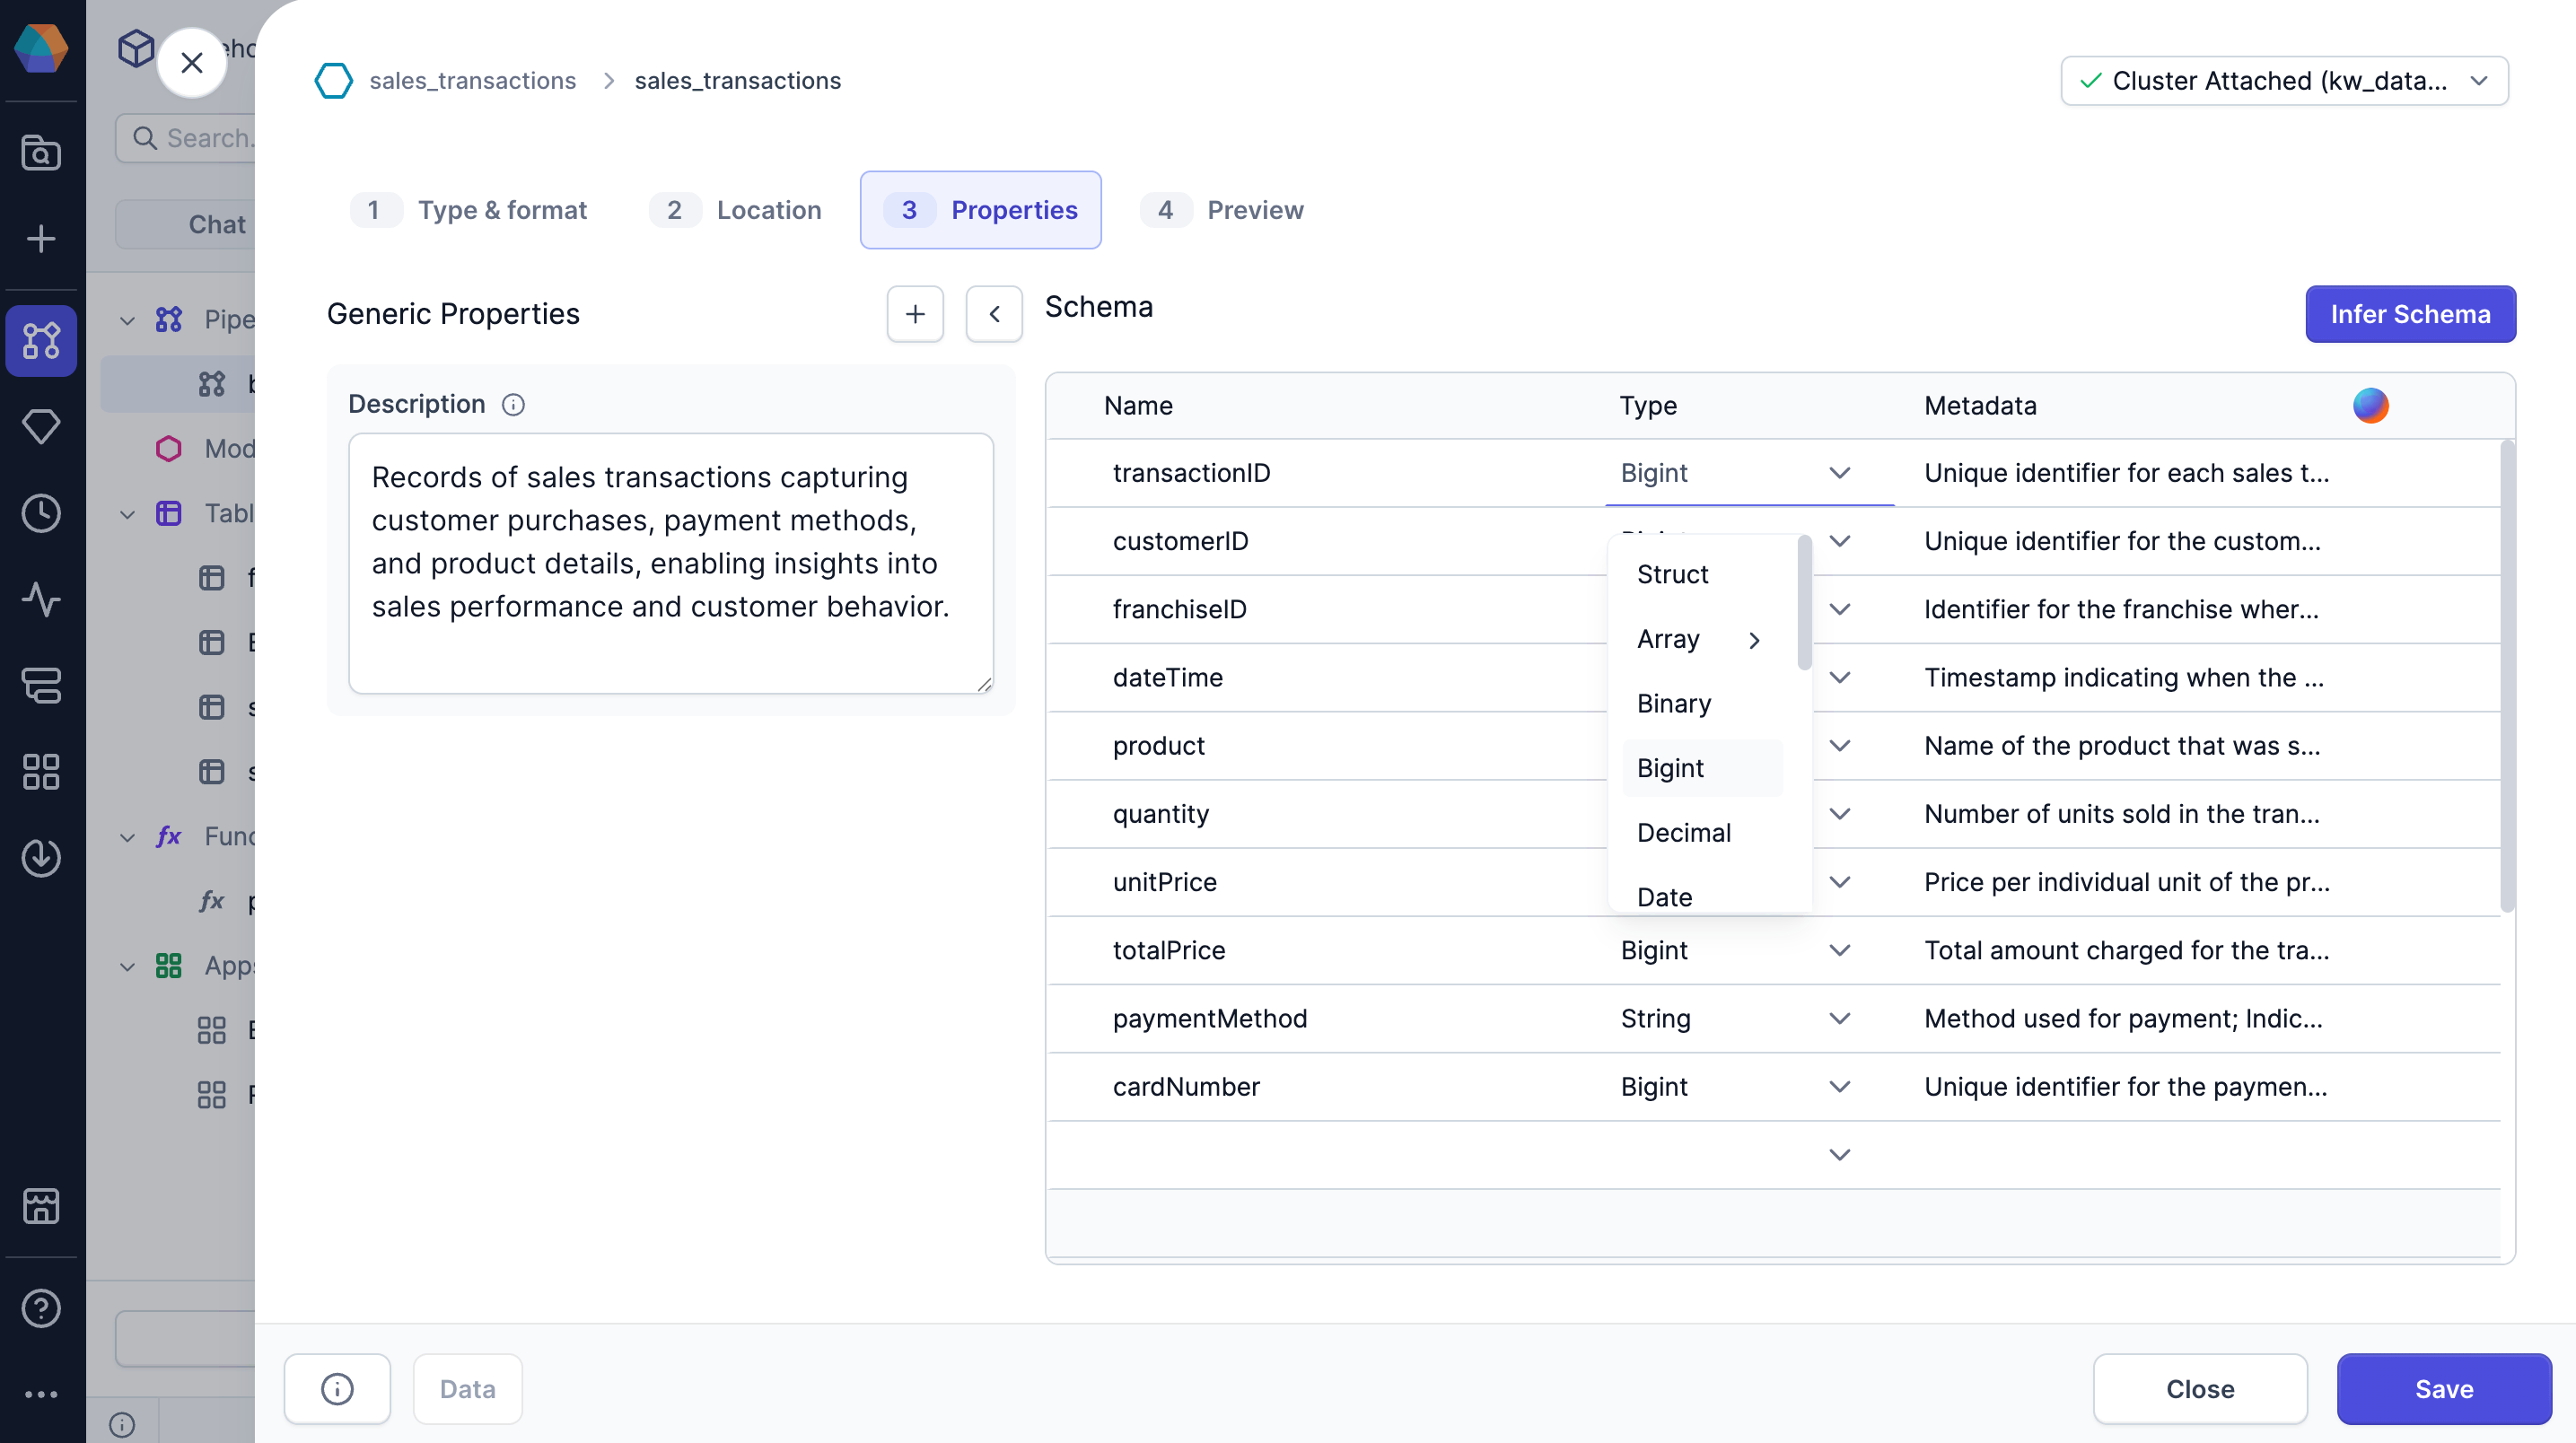 sales_transactions > sales_transactions
Cluster Attached (kw_data...
Search.
Chat
1 Type & format
2 Location
3 Properties
4 Preview
Generic Properties
Schema
Infer Schema
Description
Records of sales transactions capturing
customer purchases, payment methods,
and product details, enabling insights into
sales performance and customer behavior.
Name Type Metadata
transactionID Bigint Unique identifier for each sales t...
customerID Unique identifier for the custom...
franchiseID Identifier for the franchise wher...
dateTime Timestamp indicating when the ...
product Name of the product that was s...
quantity Number of units sold in the tran...
unitPrice Price per individual unit of the pr...
totalPrice Bigint Total amount charged for the tra...
paymentMethod String Method used for payment; Indic...
cardNumber Bigint Unique identifier for the paymen...
Struct
Array
Binary
Bigint
Decimal
Date
Pipe
Mod
Tabl
fx Func
fx
Apps
Data
Close
Save